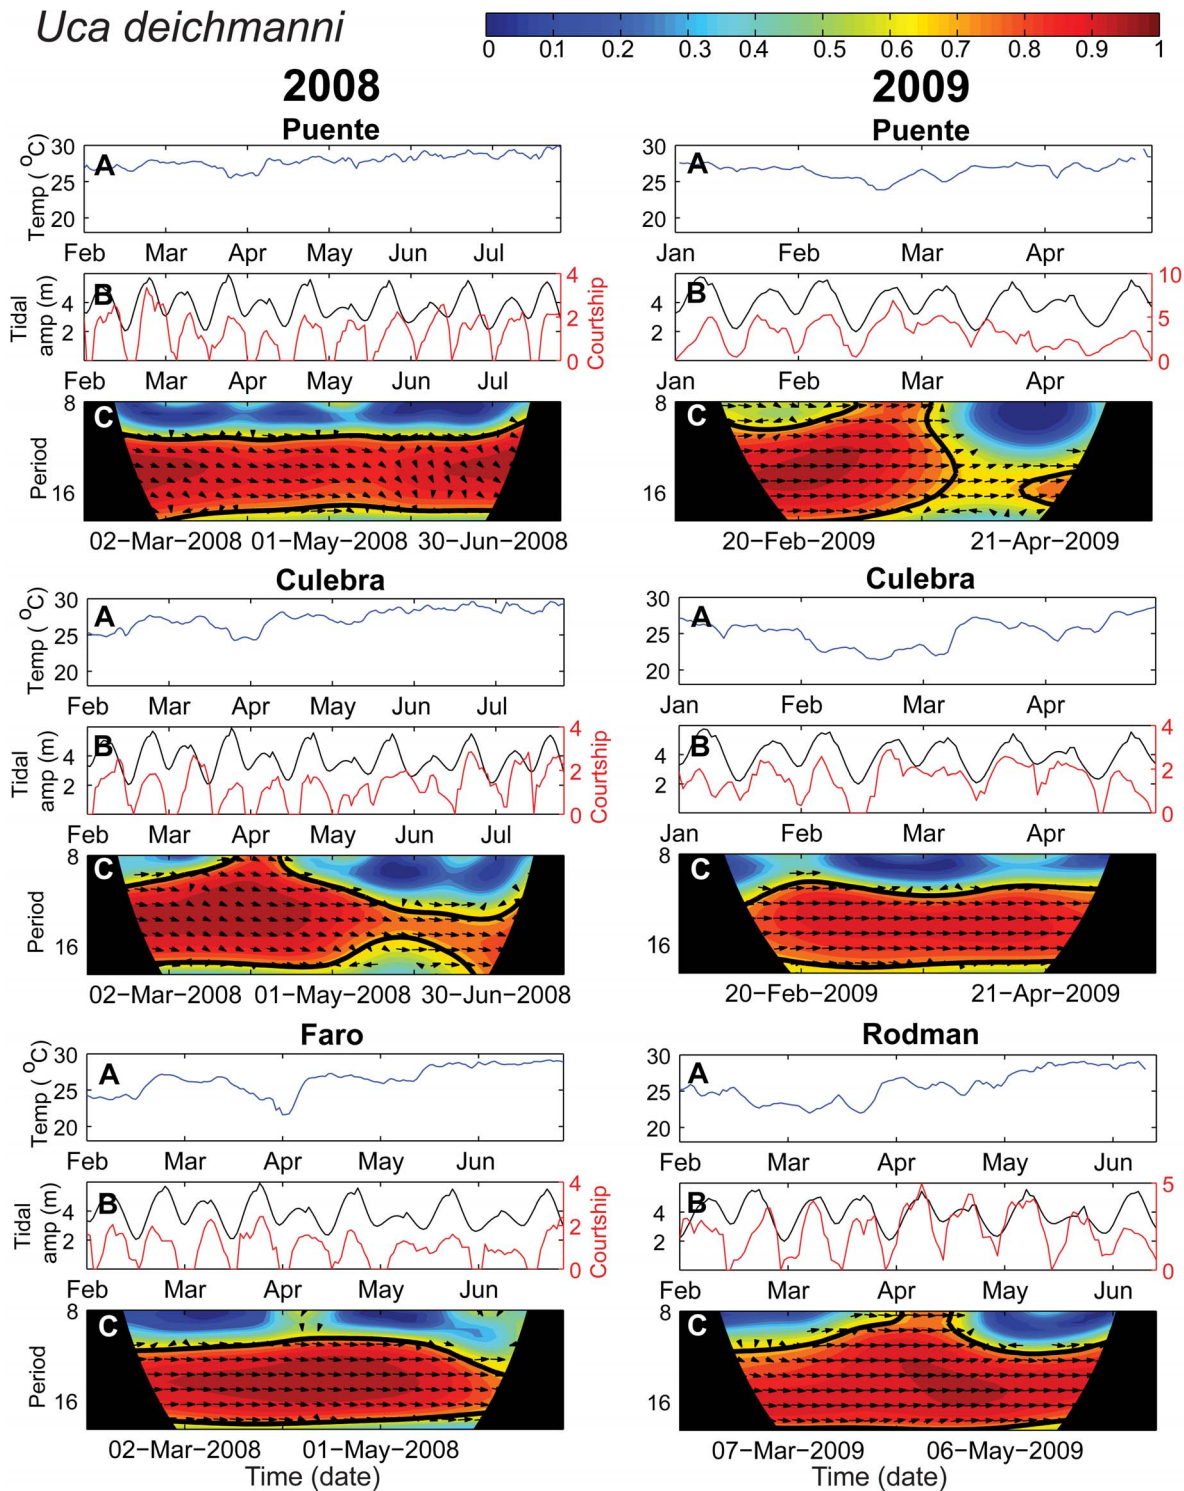 Uca deichmanni
0 0.1 0.2 0.3 0.4 0.5 0.6 0.7 0.8 0.9 1
2008
2009
Puente
A
Temp (°C)
30
25
20
Feb Mar Apr May Jun Jul
B
Tidal
amp (m)
4
2
4
2
0
Courtship
Feb Mar Apr May Jun Jul
C
Period
8
16
02-Mar-2008 01-May-2008 30-Jun-2008
Puente
A
30
25
20
Jan Feb Mar Apr
B
4
2
10
5
0
Jan Feb Mar Apr
C
8
16
20-Feb-2009 21-Apr-2009
Culebra
A
Temp (°C)
30
25
20
Feb Mar Apr May Jun Jul
B
Tidal
amp (m)
4
2
4
2
0
Courtship
Feb Mar Apr May Jun Jul
C
Period
8
16
02-Mar-2008 01-May-2008 30-Jun-2008
Culebra
A
30
25
20
Jan Feb Mar Apr
B
4
2
4
2
0
Jan Feb Mar Apr
C
8
16
20-Feb-2009 21-Apr-2009
Faro
A
Temp (°C)
30
25
20
Feb Mar Apr May Jun
B
Tidal
amp (m)
4
2
4
2
0
Courtship
Feb Mar Apr May Jun
C
Period
8
16
02-Mar-2008 01-May-2008
Time (date)
Rodman
A
30
25
20
Feb Mar Apr May Jun
B
4
2
5
0
Feb Mar Apr May Jun
C
8
16
07-Mar-2009 06-May-2009
Time (date)